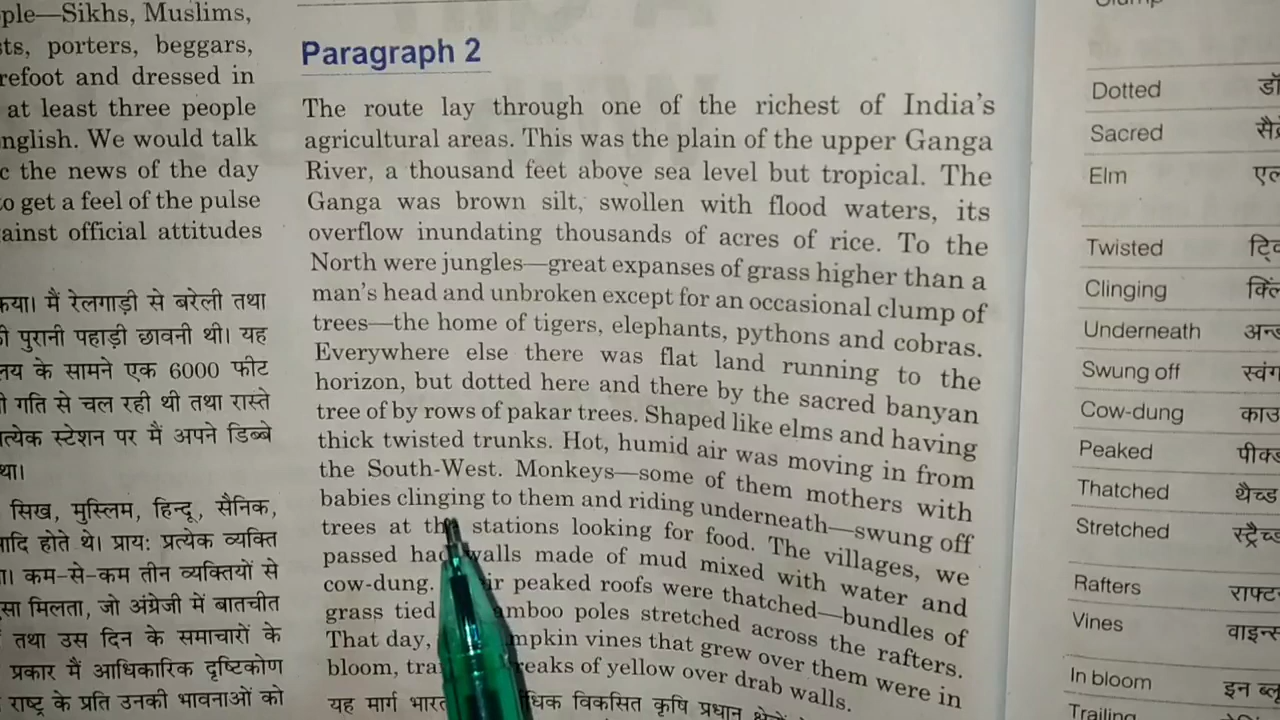 ple—Sikhs, Muslims,
sts, porters, beggars,
refoot and dressed in
at least three people
nglish. We would talk
c the news of the day
to get a feel of the pulse
ainst official attitudes
कया। मैं रेलगाड़ी से बरेली तथा
ी पुरानी पहाड़ी छावनी थी। यह
लय के सामने एक 6000 फीट
ी गति से चल रही थी तथा रास्ते
त्येक स्टेशन पर मैं अपने डिब्बे
था।
सिख, मुस्लिम, हिन्दू, सैनिक,
आदि होते थे। प्राय: प्रत्येक व्यक्ति
ा। कम-से-कम तीन व्यक्तियों से
सा मिलता, जो अंग्रेजी में बातचीत
तथा उस दिन के समाचारों के
प्रकार मैं आधिकारिक दृष्टिकोण
राष्ट्र के प्रति उनकी भावनाओं को
Paragraph 2
The route lay through one of the richest of India's
agricultural areas. This was the plain of the upper Ganga
River, a thousand feet above sea level but tropical. The
Ganga was brown silt, swollen with flood waters, its
overflow inundating thousands of acres of rice. To the
North were jungles—great expanses of grass higher than a
man's head and unbroken except for an occasional clump of
trees—the home of tigers, elephants, pythons and cobras.
Everywhere else there was flat land running to the
horizon, but dotted here and there by the sacred banyan
tree of by rows of pakar trees. Shaped like elms and having
thick twisted trunks. Hot, humid air was moving in from
the South-West. Monkeys—some of them mothers with
babies clinging to them and riding underneath—swung off
trees at the stations looking for food. The villages, we
passed had walls made of mud mixed with water and
cow-dung. ir peaked roofs were thatched—bundles of
grass tied amboo poles stretched across the rafters.
That day, mpkin vines that grew over them were in
bloom, tra reaks of yellow over drab walls.
यह मार्ग भारत धिक विकसित कृषि प्रधान क्षेत्रों
Dotted डॉ
Sacred सैक्र
Elm एल
Twisted ट्वि
Clinging क्लिं
Underneath अन्ड
Swung off स्वंग
Cow-dung काउ
Peaked पीक्ड
Thatched थैच्ड
Stretched स्ट्रैच्ड
Rafters राफ्टर
Vines वाइन्स
In bloom इन ब्लू
Trailing